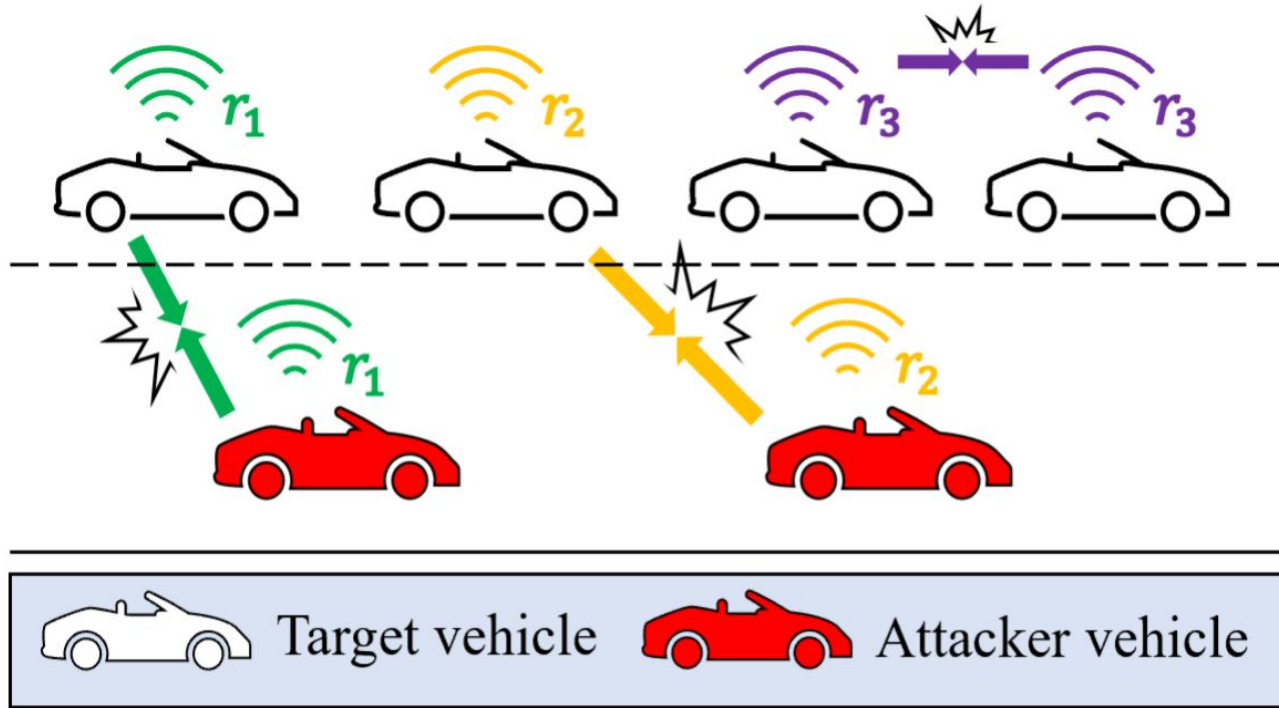 r₁
r₂
r₃
r₃
r₁
r₂
Target vehicle
Attacker vehicle